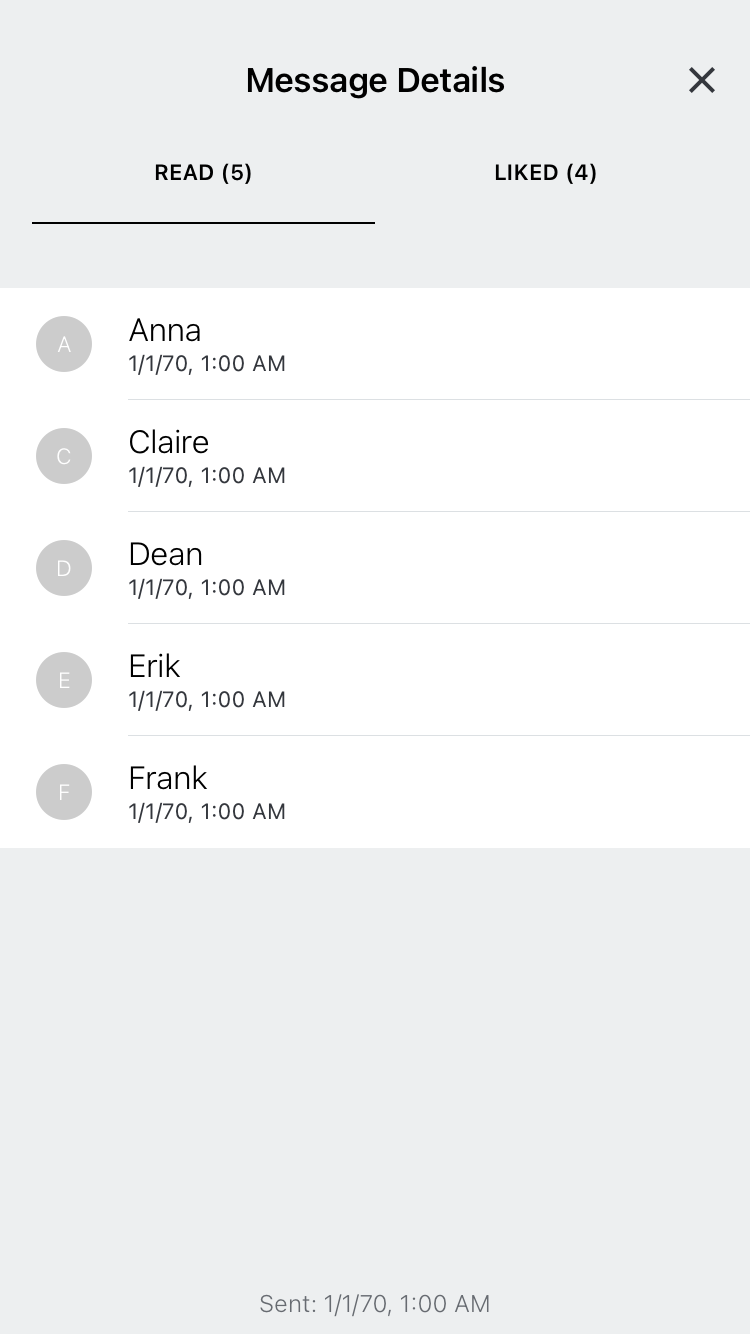 Message Details
READ (5)
LIKED (4)
A
Anna
1/1/70, 1:00 AM
C
Claire
1/1/70, 1:00 AM
D
Dean
1/1/70, 1:00 AM
E
Erik
1/1/70, 1:00 AM
F
Frank
1/1/70, 1:00 AM
Sent: 1/1/70, 1:00 AM